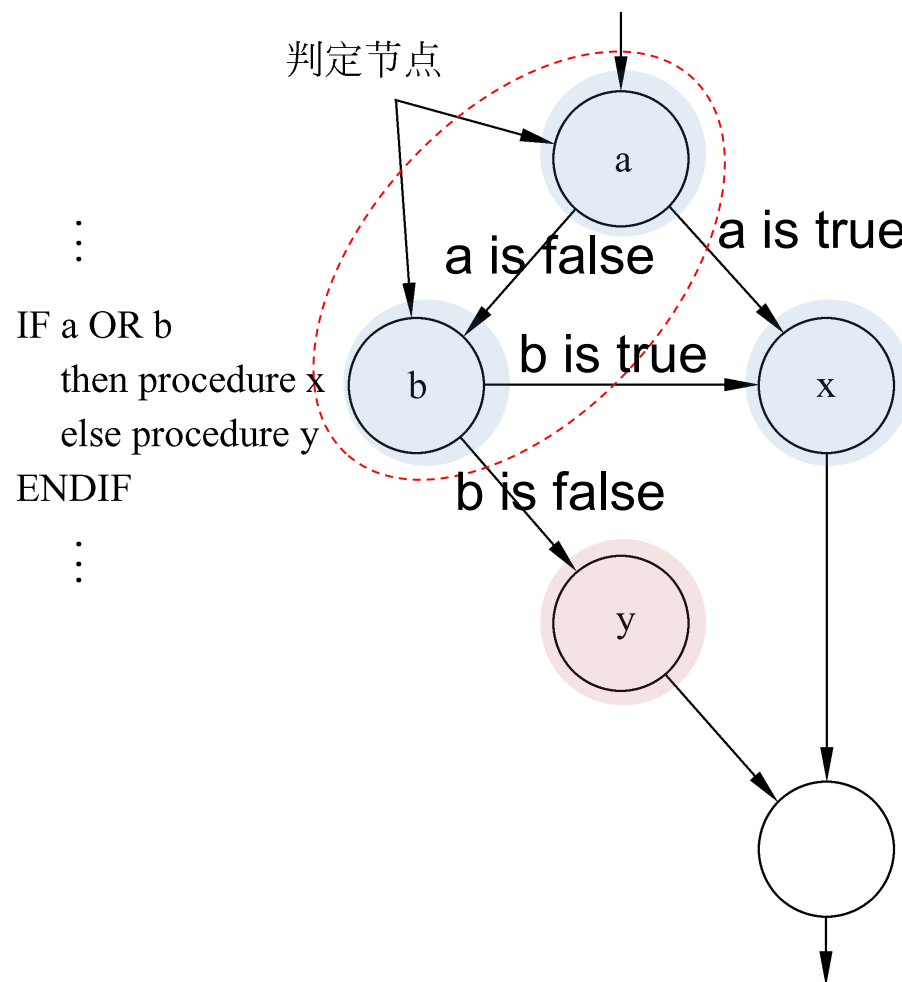 判定节点
a
a is false
a is true
⋮
IF a OR b
then procedure x
else procedure y
ENDIF
⋮
b
b is true
x
b is false
y